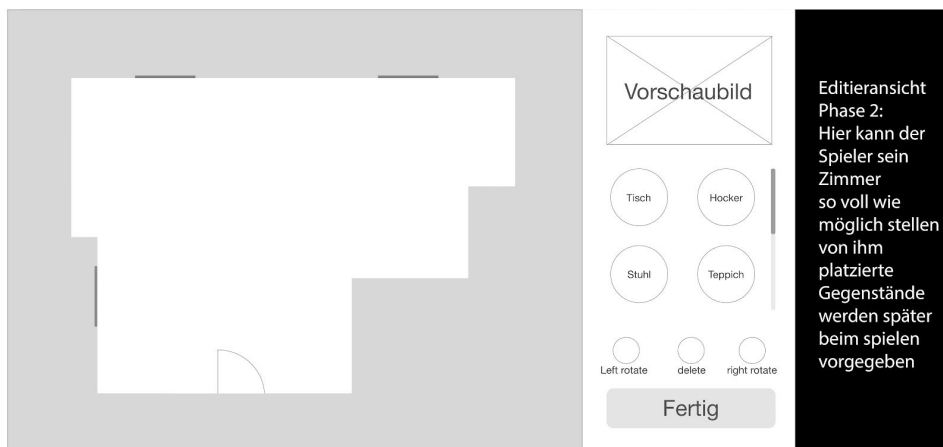 Vorschaubild
Tisch
Hocker
Stuhl
Teppich
Left rotate
delete
right rotate
Fertig
Editieransicht
Phase 2:
Hier kann der
Spieler sein
Zimmer
so voll wie
möglich stellen
von ihm
platzierte
Gegenstände
werden später
beim spielen
vorgegeben